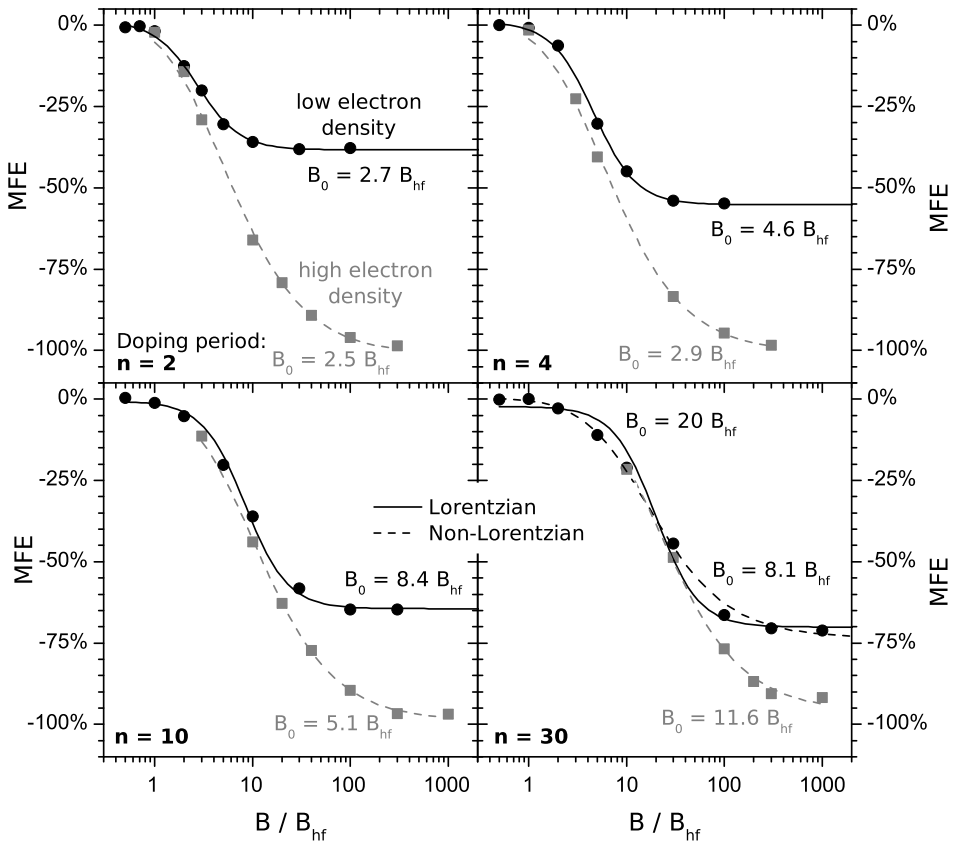 0%
-25%
-50%
-75%
-100%
MFE
low electron
density
B0 = 2.7 Bhf
high electron
density
Doping period:
n = 2
B0 = 2.5 Bhf
0%
-25%
-50%
-75%
-100%
MFE
B0 = 4.6 Bhf
B0 = 2.9 Bhf
n = 4
0%
-25%
-50%
-75%
-100%
MFE
B0 = 8.4 Bhf
B0 = 5.1 Bhf
n = 10
Lorentzian
Non-Lorentzian
0%
-25%
-50%
-75%
-100%
MFE
B0 = 20 Bhf
B0 = 8.1 Bhf
B0 = 11.6 Bhf
n = 30
1 10 100 1000
1 10 100 1000
B / Bhf
B / Bhf